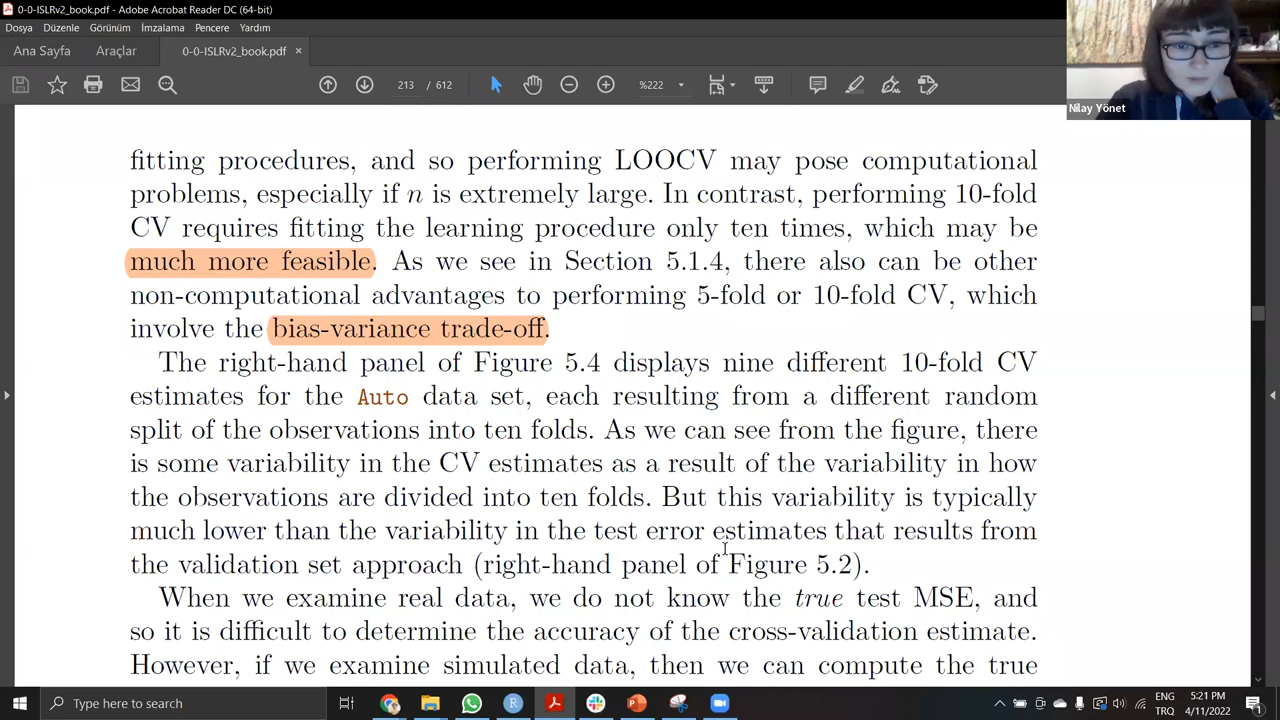 0-0-ISLRv2_book.pdf - Adobe Acrobat Reader DC (64-bit)
Dosya Düzenle Görünüm İmzalama Pencere Yardım
Ana Sayfa Araçlar 0-0-ISLRv2_book.pdf ×
213 / 612 %222
Nilay Yönet
fitting procedures, and so performing LOOCV may pose computational
problems, especially if n is extremely large. In contrast, performing 10-fold
CV requires fitting the learning procedure only ten times, which may be
much more feasible. As we see in Section 5.1.4, there also can be other
non-computational advantages to performing 5-fold or 10-fold CV, which
involve the bias-variance trade-off.
The right-hand panel of Figure 5.4 displays nine different 10-fold CV
estimates for the Auto data set, each resulting from a different random
split of the observations into ten folds. As we can see from the figure, there
is some variability in the CV estimates as a result of the variability in how
the observations are divided into ten folds. But this variability is typically
much lower than the variability in the test error estimates that results from
the validation set approach (right-hand panel of Figure 5.2).
When we examine real data, we do not know the true test MSE, and
so it is difficult to determine the accuracy of the cross-validation estimate.
However, if we examine simulated data, then we can compute the true
Type here to search
ENG 5:21 PM
TRQ 4/11/2022